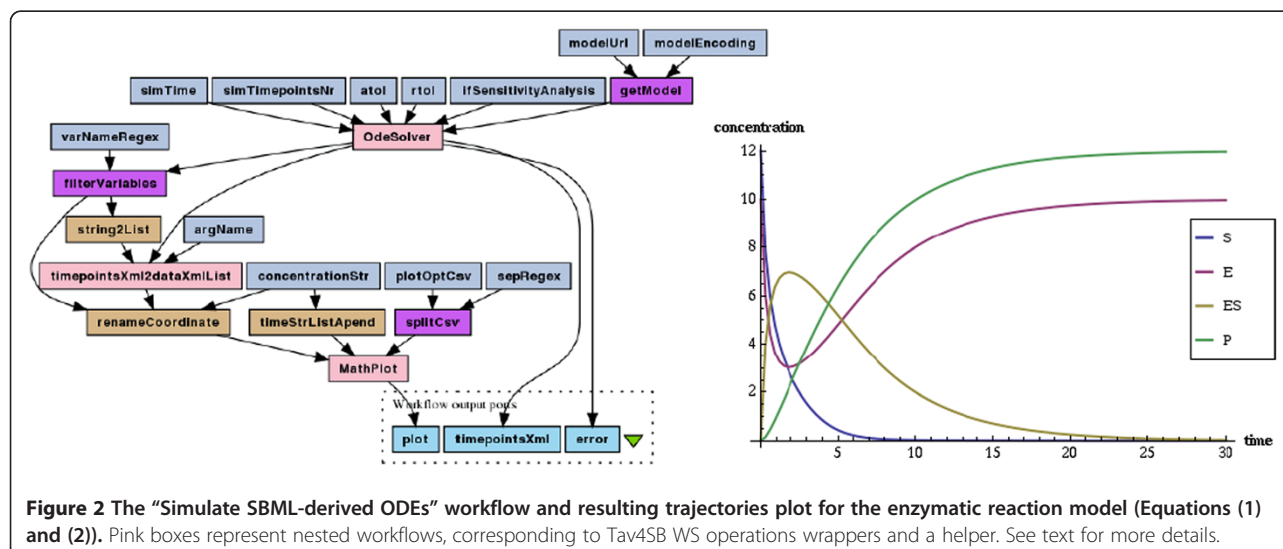 modelUrl modelEncoding
simTime simTimepointsNr atol rtol ifSensitivityAnalysis getModel
OdeSolver
varNameRegex
filterVariables
string2List argName
timepointsXml2dataXmlList concentrationStr plotOptCsv sepRegex
renameCoordinate timeStrListApend splitCsv
MathPlot
Workflow output ports
plot timepointsXml error
concentration
12
10
8
6
4
2
5 10 15 20 25 30 time
S
E
ES
P
Figure 2 The “Simulate SBML-derived ODEs” workflow and resulting trajectories plot for the enzymatic reaction model (Equations (1)
and (2)). Pink boxes represent nested workflows, corresponding to Tav4SB WS operations wrappers and a helper. See text for more details.